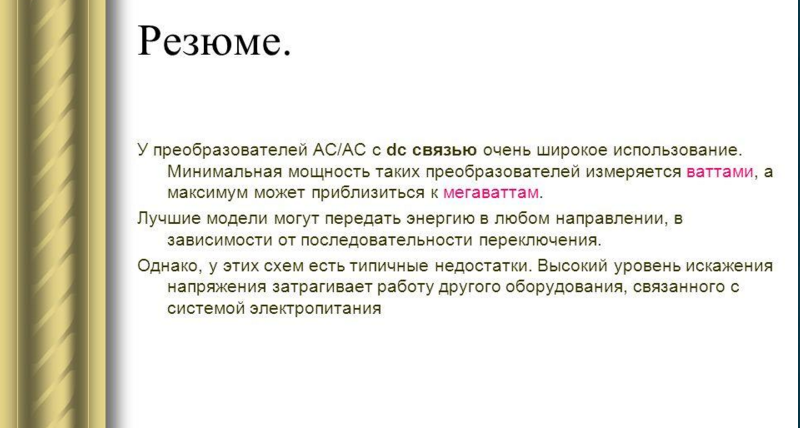 Резюме.
У преобразователей AC/AC с dc связью очень широкое использование.
Минимальная мощность таких преобразователей измеряется ваттами, а
максимум может приблизиться к мегаваттам.
Лучшие модели могут передать энергию в любом направлении, в
зависимости от последовательности переключения.
Однако, у этих схем есть типичные недостатки. Высокий уровень искажения
напряжения затрагивает работу другого оборудования, связанного с
системой электропитания